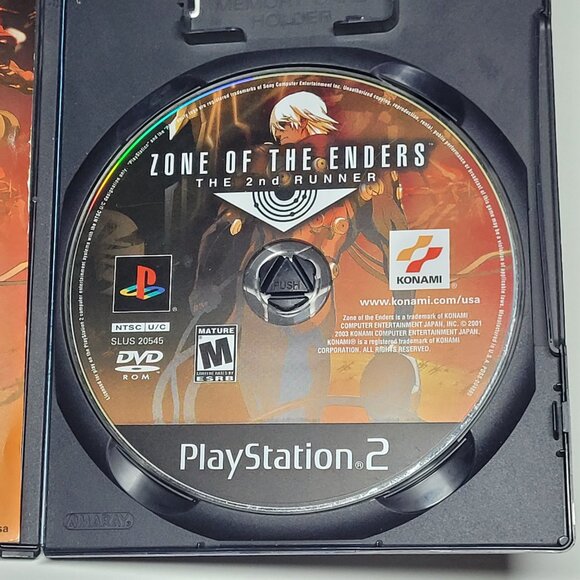 MEMORY CARD
HOLDER
ZONE OF THE ENDERS™
THE 2nd RUNNER
PUSH
KONAMI
www.konami.com/usa
NTSC U/C
SLUS 20545
DVD
ROM
MATURE
M
ESRB
Zone of the Enders is a trademark of KONAMI
COMPUTER ENTERTAINMENT JAPAN, INC. © 2001
2003 KONAMI COMPUTER ENTERTAINMENT JAPAN.
KONAMI® is a registered trademark of KONAMI
CORPORATION. ALL RIGHTS RESERVED.
PlayStation®2
AMARAY